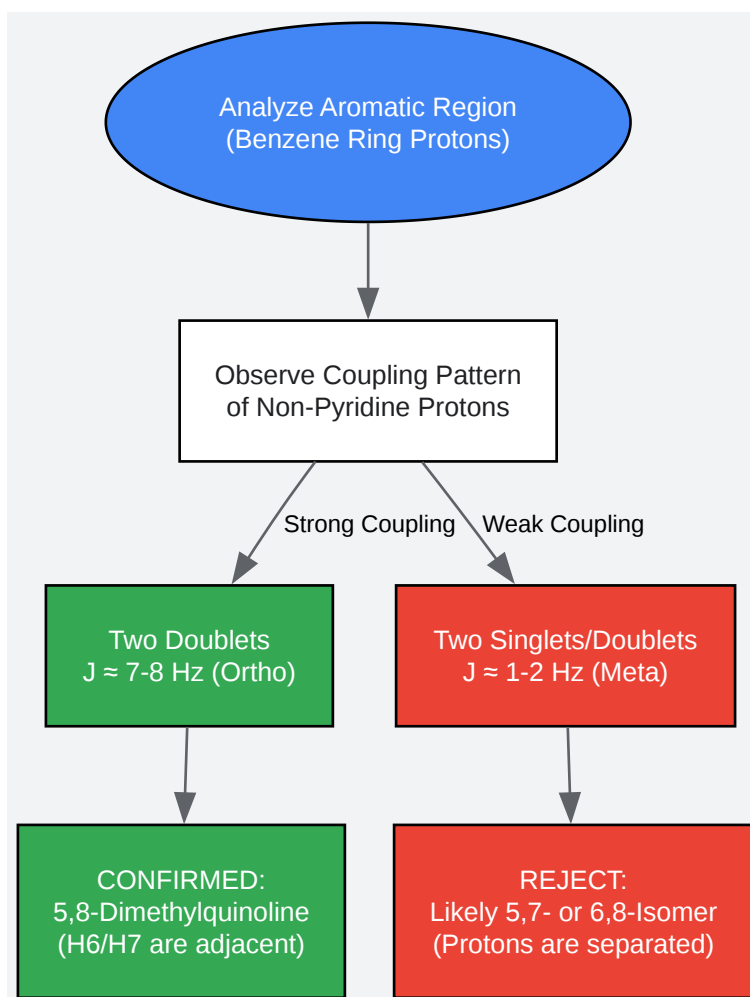 Analyze Aromatic Region
(Benzene Ring Protons)
Observe Coupling Pattern
of Non-Pyridine Protons
Strong Coupling
Weak Coupling
Two Doublets
J ≈ 7-8 Hz (Ortho)
Two Singlets/Doublets
J ≈ 1-2 Hz (Meta)
CONFIRMED:
5,8-Dimethylquinoline
(H6/H7 are adjacent)
REJECT:
Likely 5,7- or 6,8-Isomer
(Protons are separated)